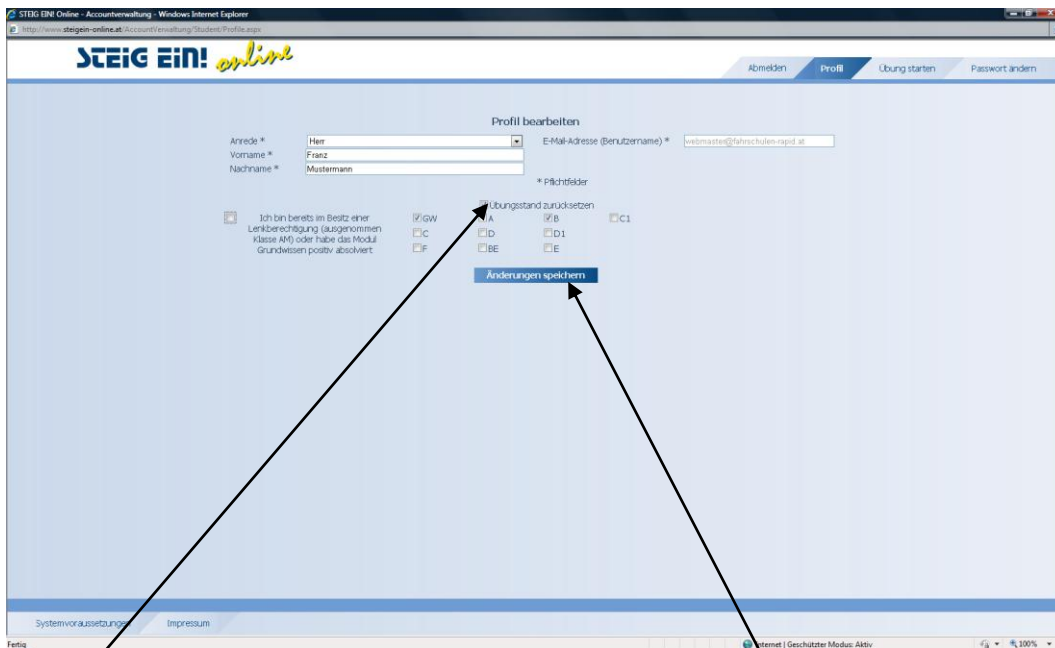 STEIG EIN! Online - Accountverwaltung - Windows Internet Explorer
http://www.steigein-online.at/AccountVerwaltung/Student/Profile.aspx
STEiG EiN! online
Abmelden Profil Übung starten Passwort ändern
Profil bearbeiten
Anrede * Herr E-Mail-Adresse (Benutzername) * webmaster@fahrschulen-rapid.at
Vorname * Franz
Nachname * Mustermann
* Pflichtfelder
Übungsstand zurücksetzen
Ich bin bereits im Besitz einer GW A B C1
Lenkberechtigung (ausgenommen C D D1
Klasse AM) oder habe das Modul
Grundwissen positiv absolviert F BE E
Änderungen speichern
Systemvoraussetzungen Impressum
Fertig Internet | Geschützter Modus: Aktiv 100%